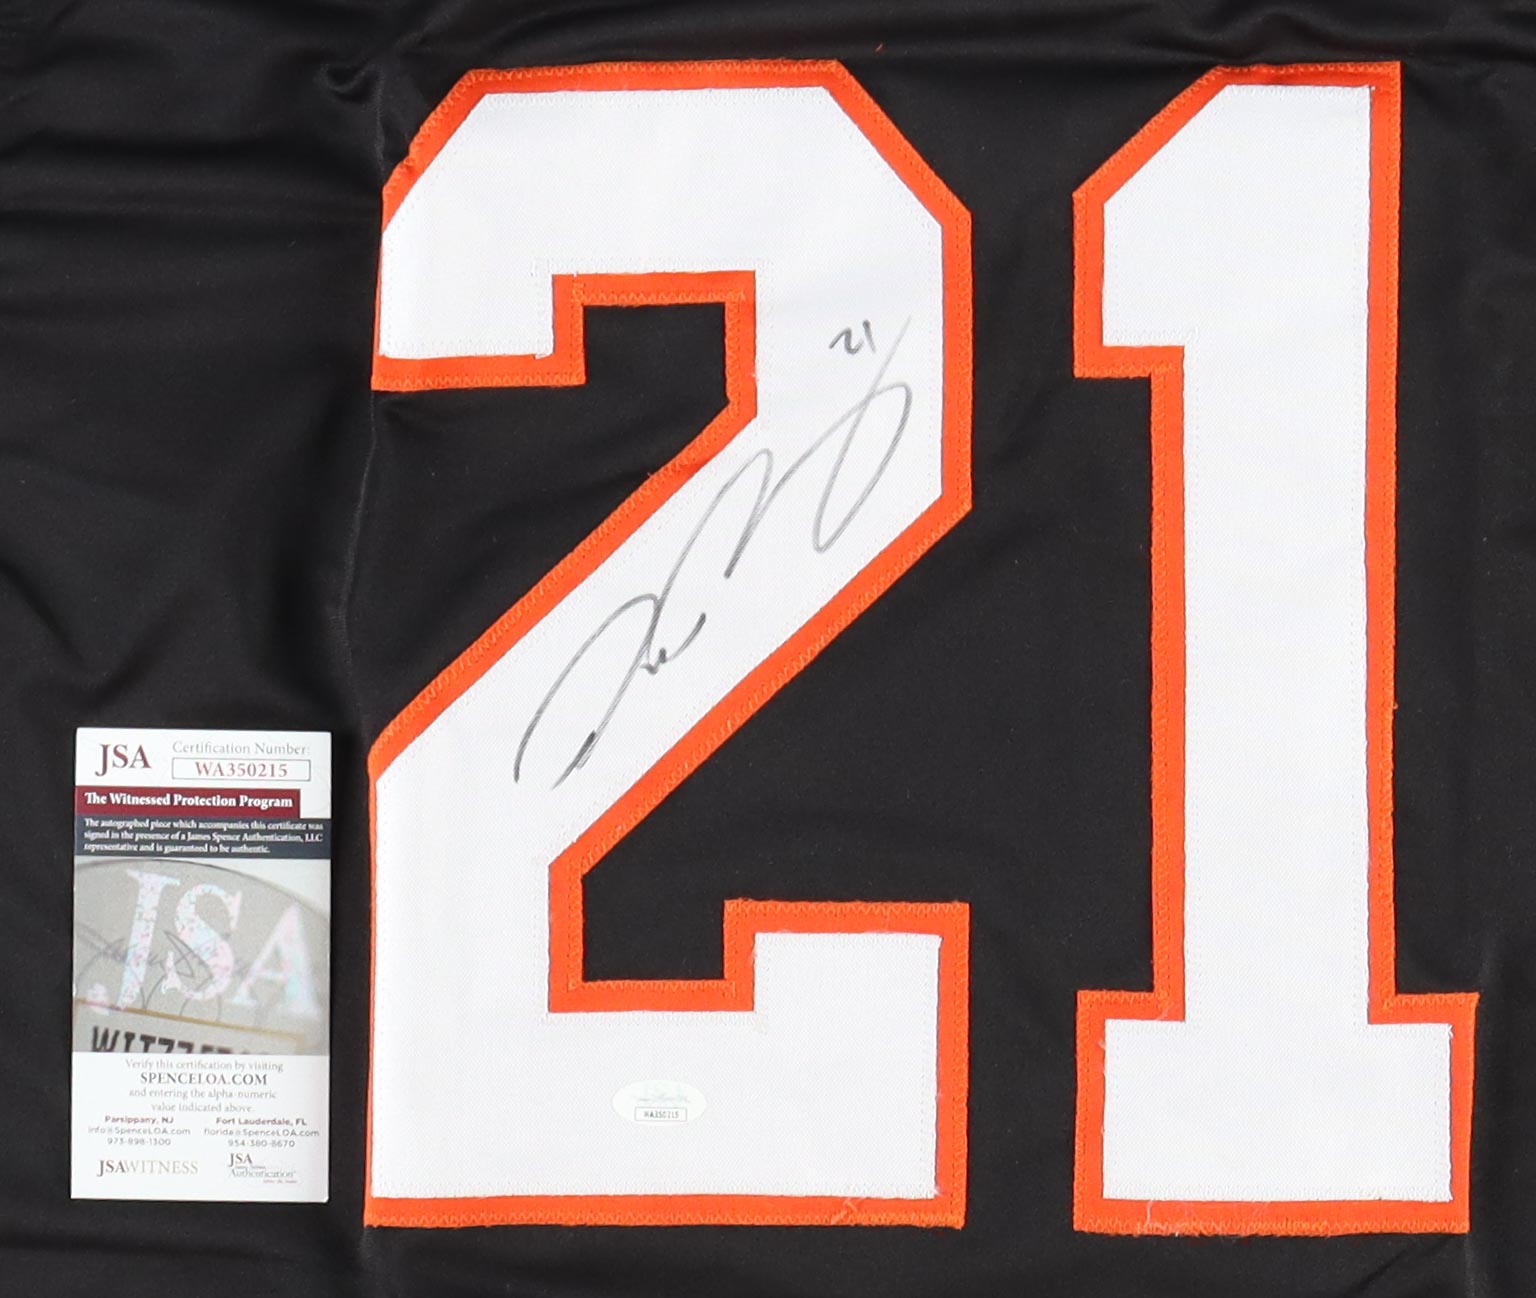 21
21
JSA
Certification Number:
WA350215
The Witnessed Protection Program
The autographed piece which accompanies this certificate was
signed in the presence of a James Spence Authentication, LLC
representative and is guaranteed to be authentic.
JSA
Verify this certification by visiting
SPENCELOA.COM
and entering the alpha-numeric
value indicated above.
Parsippany, NJ
info@SpenceLOA.com
973-898-1300
Fort Lauderdale, FL
florida@SpenceLOA.com
954-380-8670
JSAWITNESS
JSA
Authentication
WA350215